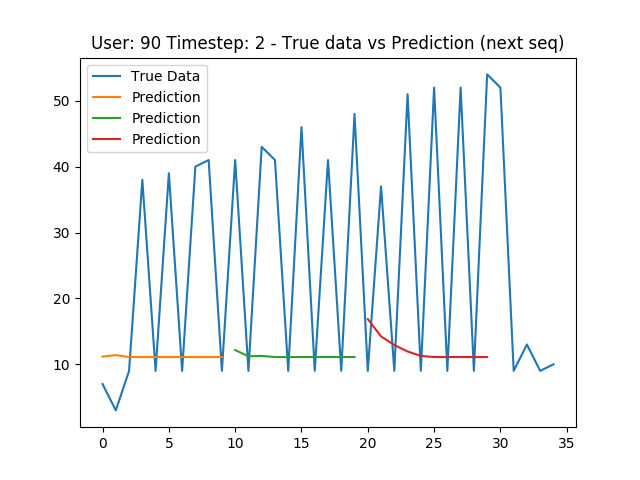 User: 90 Timestep: 2 - True data vs Prediction (next seq)
True Data
Prediction
Prediction
Prediction
50
40
30
20
10
0 5 10 15 20 25 30 35